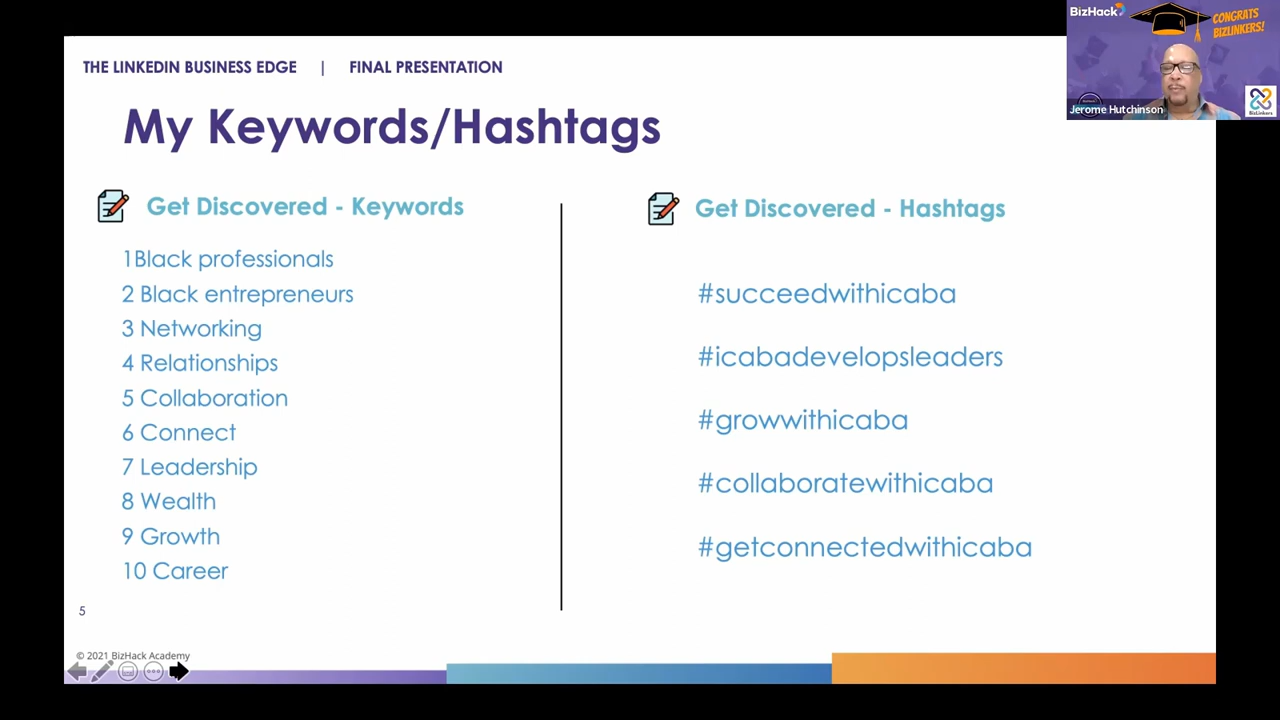 THE LINKEDIN BUSINESS EDGE | FINAL PRESENTATION
My Keywords/Hashtags
Get Discovered - Keywords
1Black professionals
2 Black entrepreneurs
3 Networking
4 Relationships
5 Collaboration
6 Connect
7 Leadership
8 Wealth
9 Growth
10 Career
Get Discovered - Hashtags
#succeedwithicaba
#icabadevelopsleaders
#growwithicaba
#collaboratewithicaba
#getconnectedwithicaba
5
© 2021 BizHack Academy
BizHack
CONGRATS
BIZLINKERS!
Jerome Hutchinson
BizLinkers